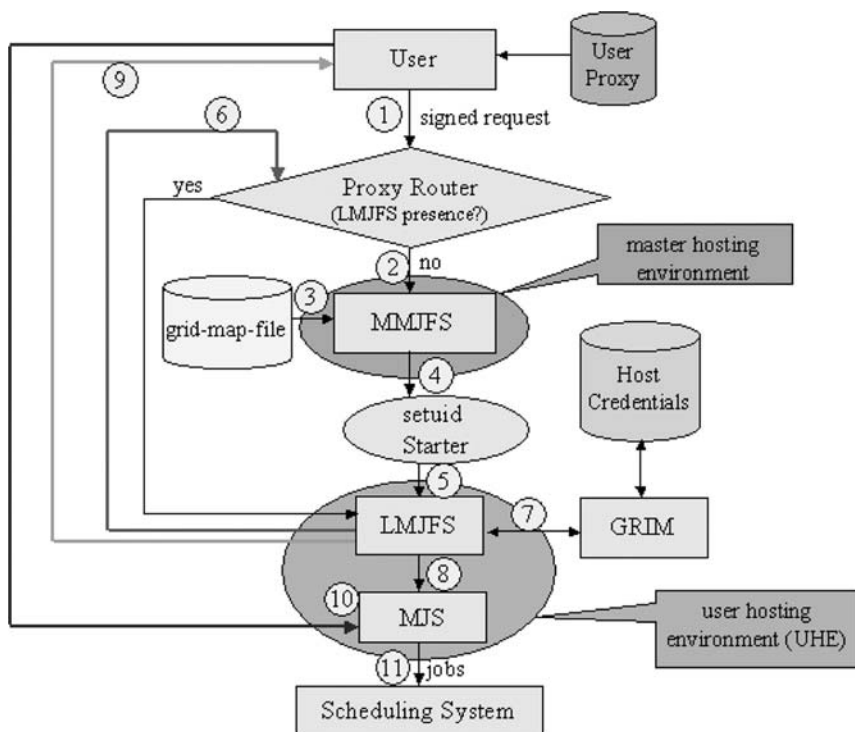 User
User
Proxy
9
1
signed request
6
yes
Proxy Router
(LMJFS presence?)
2
no
master hosting
environment
3
grid-map-file
MMJFS
4
Host
Credentials
setuid
Starter
5
LMJFS
7
GRIM
8
10
MJS
user hosting
environment (UHE)
11
jobs
Scheduling System